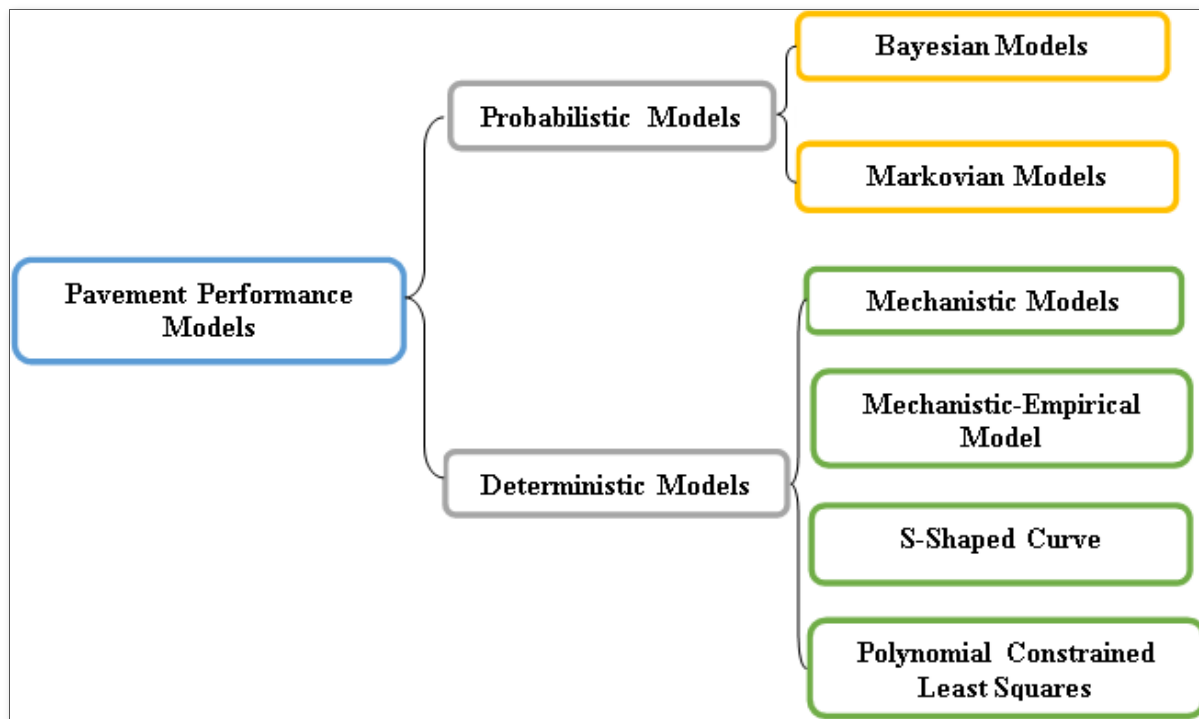 Bayesian Models
Probabilistic Models
Markovian Models
Pavement Performance
Models
Mechanistic Models
Mechanistic-Empirical
Model
Deterministic Models
S-Shaped Curve
Polynomial Constrained
Least Squares